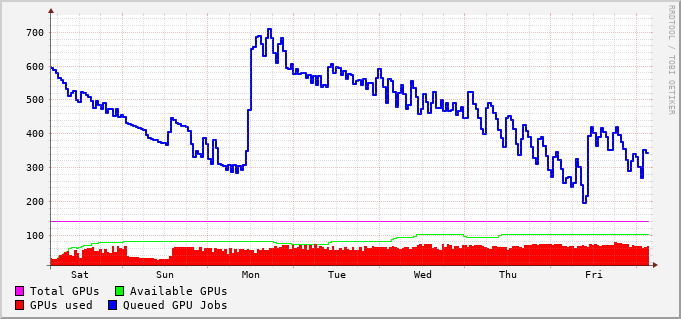 RRDTOOL / TOBI OETIKER
700
600
500
400
300
200
100
Sat Sun Mon Tue Wed Thu Fri
Total GPUs Available GPUs
GPUs used Queued GPU Jobs